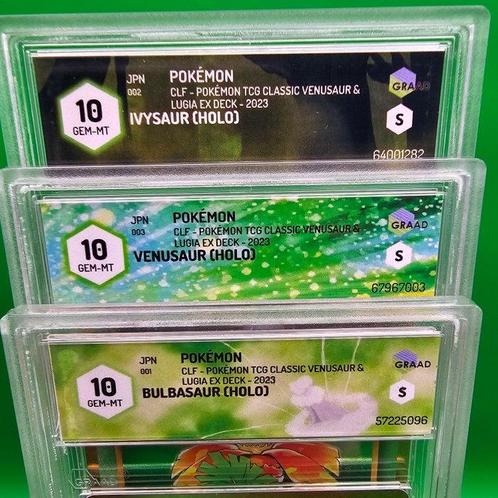 10
GEM-MT
JPN
002
POKÉMON
CLF - POKÉMON TCG CLASSIC VENUSAUR &
LUGIA EX DECK - 2023
IVYSAUR (HOLO)
GRAAD
S
64001282
10
GEM-MT
JPN
003
POKÉMON
CLF - POKÉMON TCG CLASSIC VENUSAUR &
LUGIA EX DECK - 2023
VENUSAUR (HOLO)
GRAAD
S
67967003
10
GEM-MT
JPN
001
POKÉMON
CLF - POKÉMON TCG CLASSIC VENUSAUR &
LUGIA EX DECK - 2023
BULBASAUR (HOLO)
GRAAD
S
57225096
GRAAD